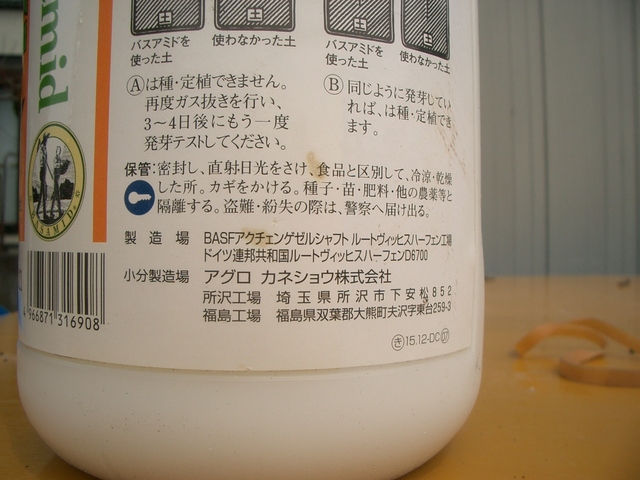 amid
土 土 土
バスアミドを
使った土
使わなかった土
バスアミドを
使った土
使わなかった土
Ⓐは種・定植できません。
再度ガス抜きを行い、
3〜4日後にもう一度
発芽テストしてください。
Ⓑ同じように発芽してい
れば、は種・定植でき
ます。
保管:密封し、直射日光をさけ、食品と区別して、冷涼・乾燥
した所。カギをかける。種子・苗・肥料・他の農薬等と
隔離する。盗難・紛失の際は、警察へ届け出る。
BASAMID
製造場 BASFアクチェンゲゼルシャフト ルートヴィッヒスハーフェン工場
ドイツ連邦共和国ルートヴィッヒスハーフェンD6700
小分製造場 アグロ カネショウ株式会社
所沢工場 埼玉県所沢市下安松852
福島工場 福島県双葉郡大熊町夫沢字東台259-3
4966871316908
㋖15.12-DC㊲